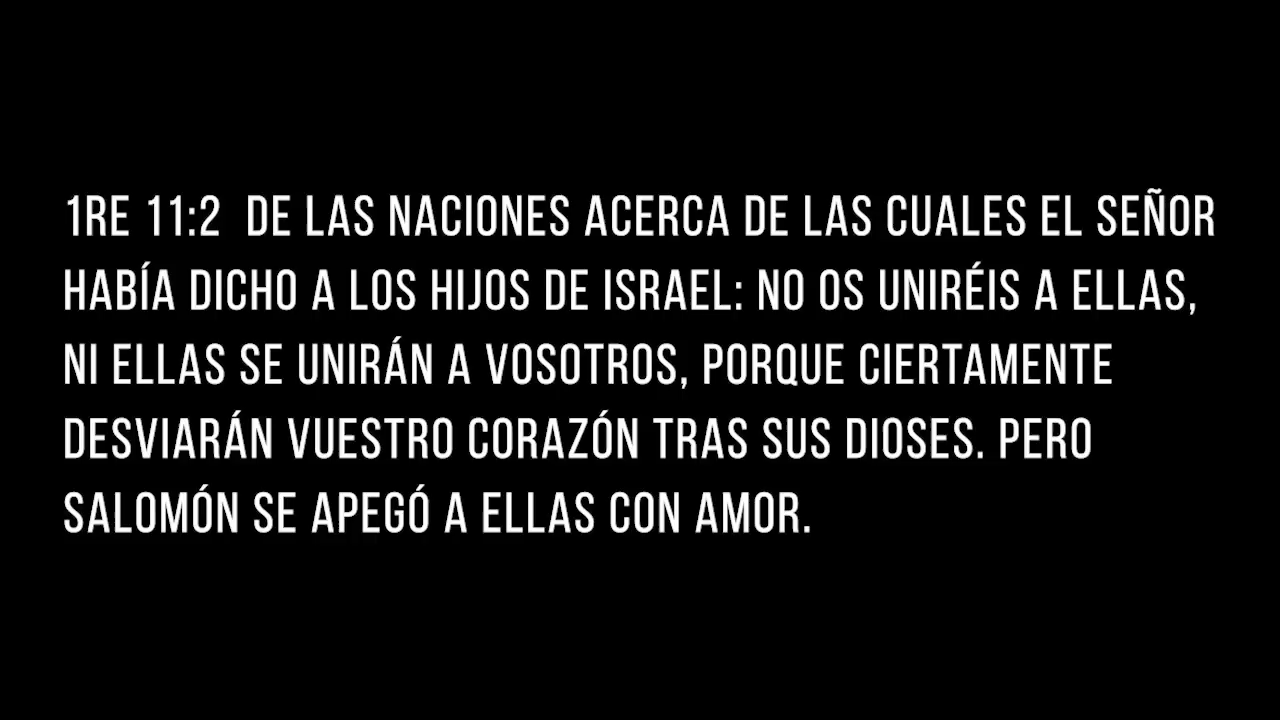 1RE 11:2  DE LAS NACIONES ACERCA DE LAS CUALES EL SEÑOR
HABÍA DICHO A LOS HIJOS DE ISRAEL: NO OS UNIRÉIS A ELLAS,
NI ELLAS SE UNIRÁN A VOSOTROS, PORQUE CIERTAMENTE
DESVIARÁN VUESTRO CORAZÓN TRAS SUS DIOSES. PERO
SALOMÓN SE APEGÓ A ELLAS CON AMOR.